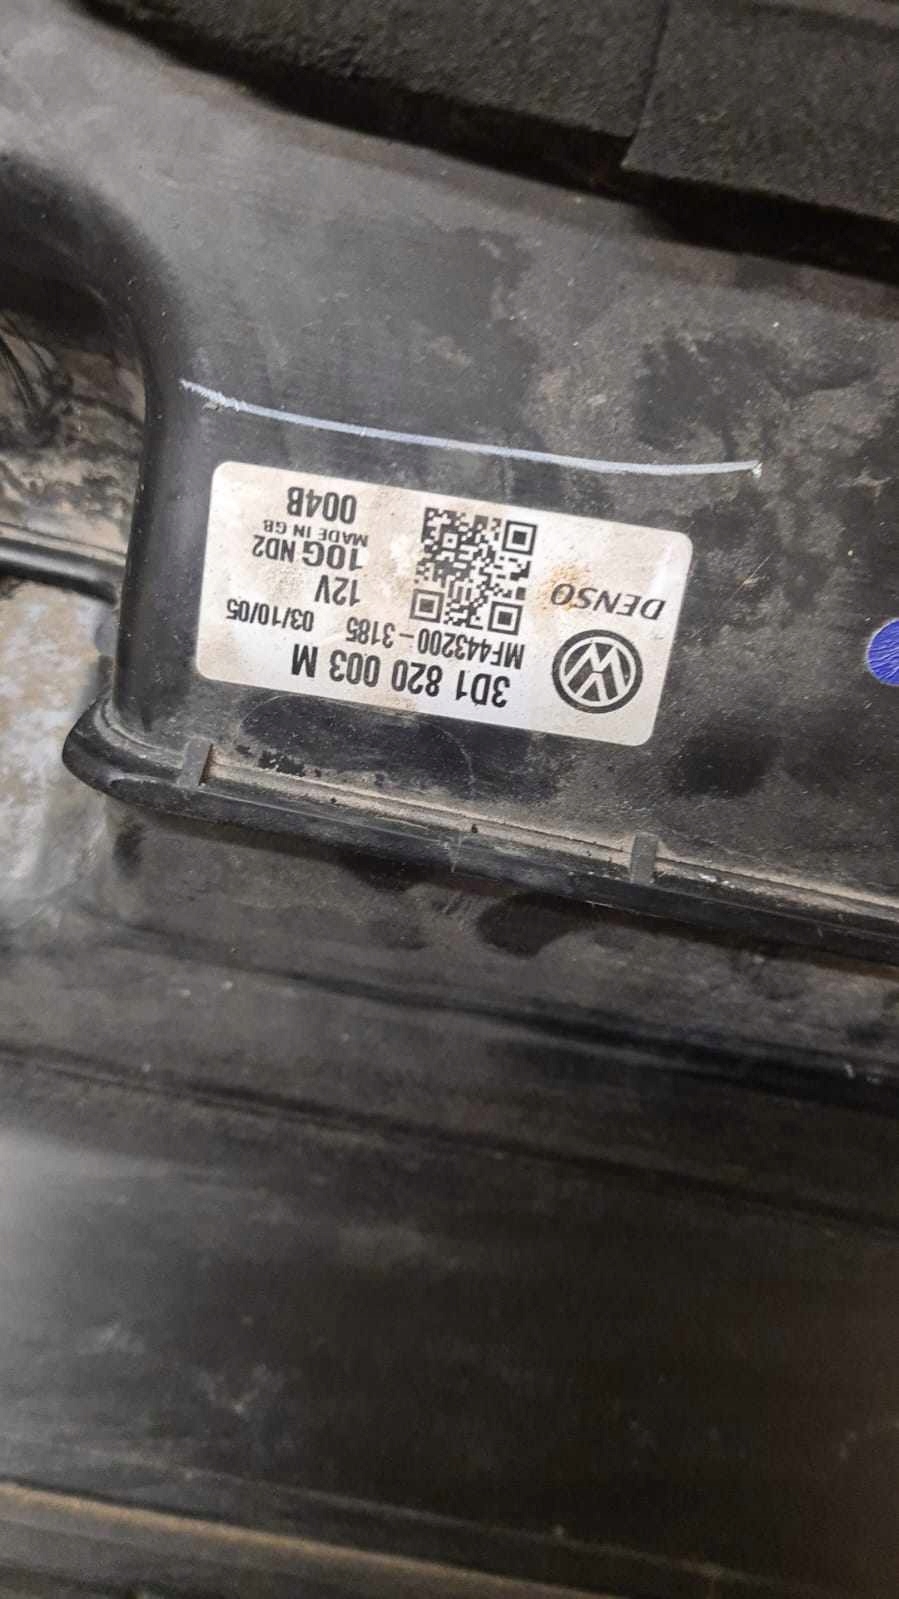 3D1 820 003 M
MF443200-3185 03/10/05
12V
10G ND2
MADE IN GB
004B
DENSO